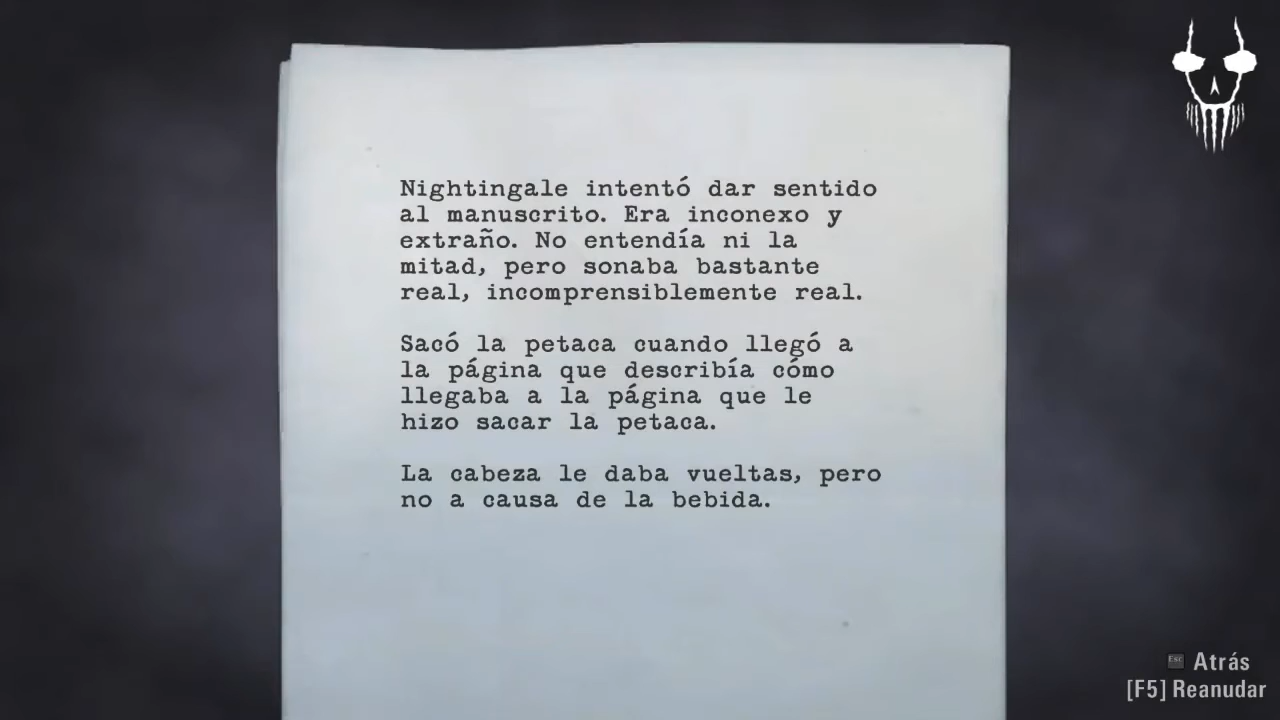 Nightingale intentó dar sentido
al manuscrito. Era inconexo y
extraño. No entendía ni la
mitad, pero sonaba bastante
real, incomprensiblemente real.
Sacó la petaca cuando llegó a
la página que describía cómo
llegaba a la página que le
hizo sacar la petaca.
La cabeza le daba vueltas, pero
no a causa de la bebida.
Esc Atrás
[F5] Reanudar